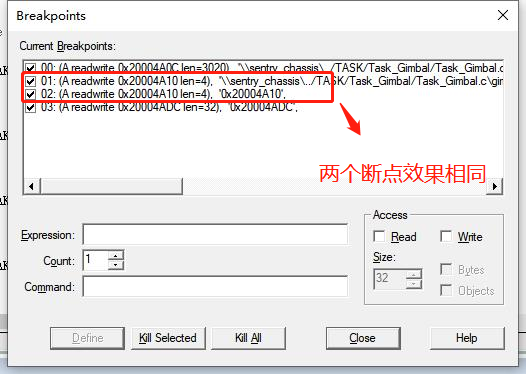 Breakpoints
Current Breakpoints:
00: (A readwrite 0x20004A0C len=3020), "\\sentry_chassis\../TASK/Task_Gimbal/Task_Gimbal.c
01: (A readwrite 0x20004A10 len=4), "\\sentry_chassis\../TASK/Task_Gimbal/Task_Gimbal.c\gim
02: (A readwrite 0x20004A10 len=4), "0x20004A10",
03: (A readwrite 0x20004ADC len=32), "0x20004ADC",
两个断点效果相同
Expression:
Count: 1
Command:
Access
Read Write
Size:
32
Bytes
Objects
Define Kill Selected Kill All Close Help